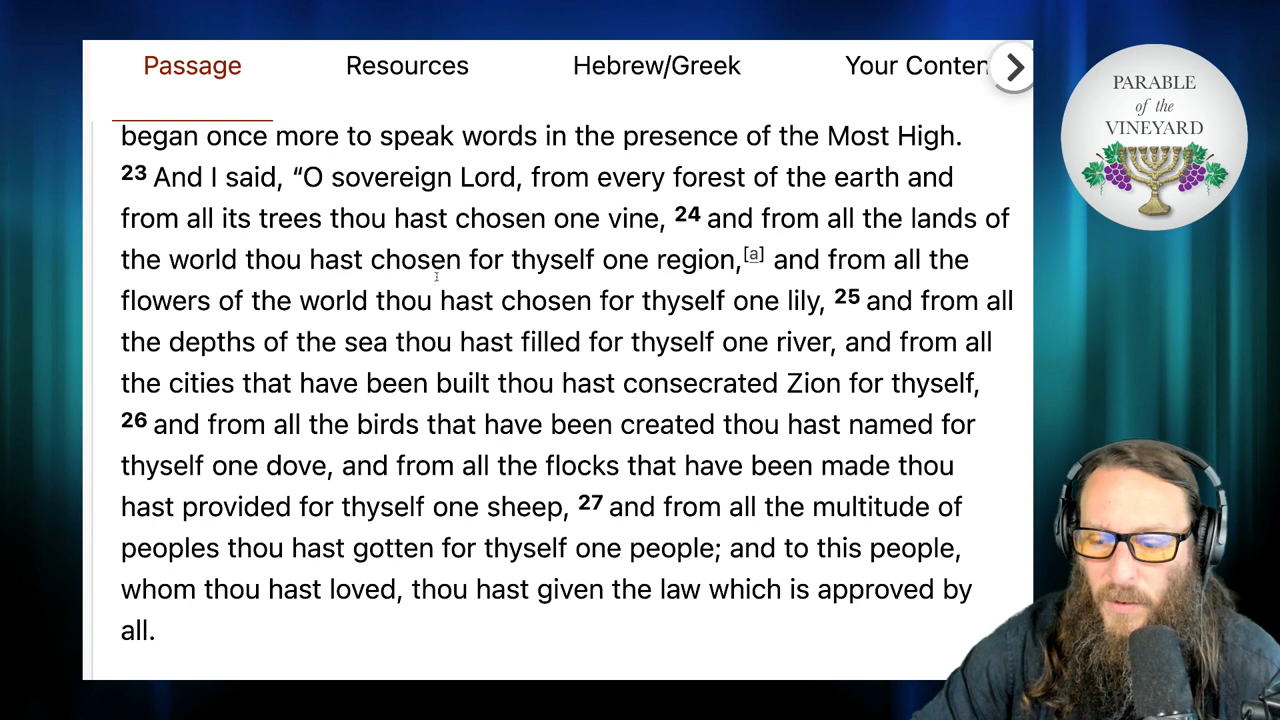 Passage
Resources
Hebrew/Greek
Your Conten
began once more to speak words in the presence of the Most High.
23 And I said, “O sovereign Lord, from every forest of the earth and
from all its trees thou hast chosen one vine, 24 and from all the lands of
the world thou hast chosen for thyself one region,[a] and from all the
flowers of the world thou hast chosen for thyself one lily, 25 and from all
the depths of the sea thou hast filled for thyself one river, and from all
the cities that have been built thou hast consecrated Zion for thyself,
26 and from all the birds that have been created thou hast named for
thyself one dove, and from all the flocks that have been made thou
hast provided for thyself one sheep, 27 and from all the multitude of
peoples thou hast gotten for thyself one people; and to this people,
whom thou hast loved, thou hast given the law which is approved by
all.
PARABLE
of the
VINEYARD